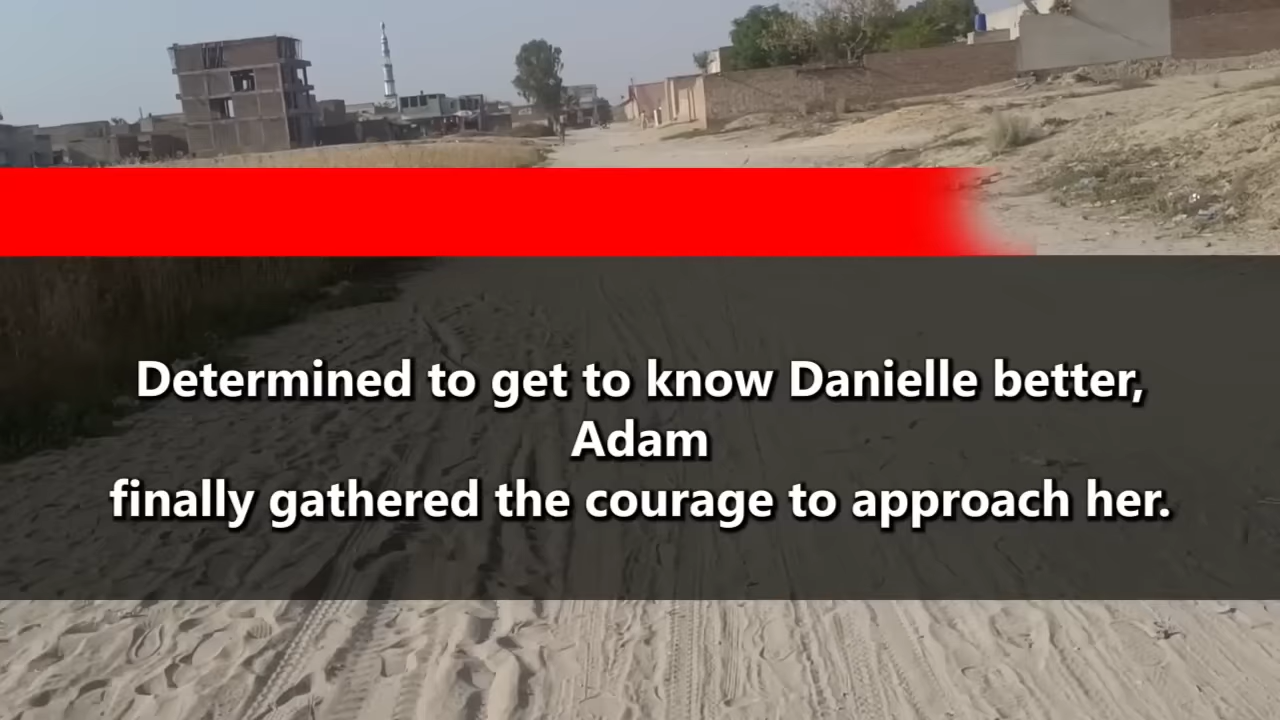 Determined to get to know Danielle better,
Adam
finally gathered the courage to approach her.